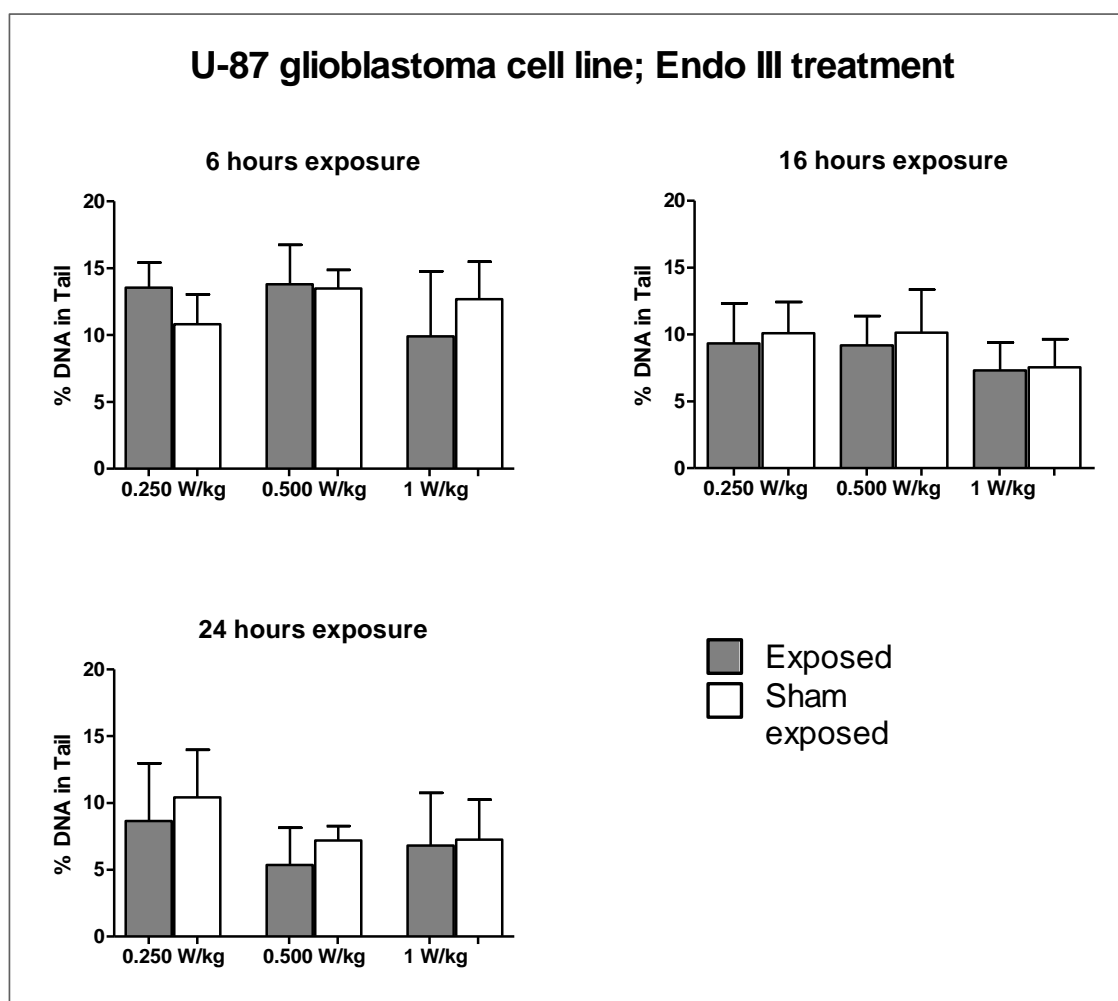 U-87 glioblastoma cell line; Endo III treatment
6 hours exposure
% DNA in Tail
20
15
10
5
0
0.250 W/kg 0.500 W/kg 1 W/kg
16 hours exposure
% DNA in Tail
20
15
10
5
0
0.250 W/kg 0.500 W/kg 1 W/kg
24 hours exposure
% DNA in Tail
20
15
10
5
0
0.250 W/kg 0.500 W/kg 1 W/kg
Exposed
Sham
exposed